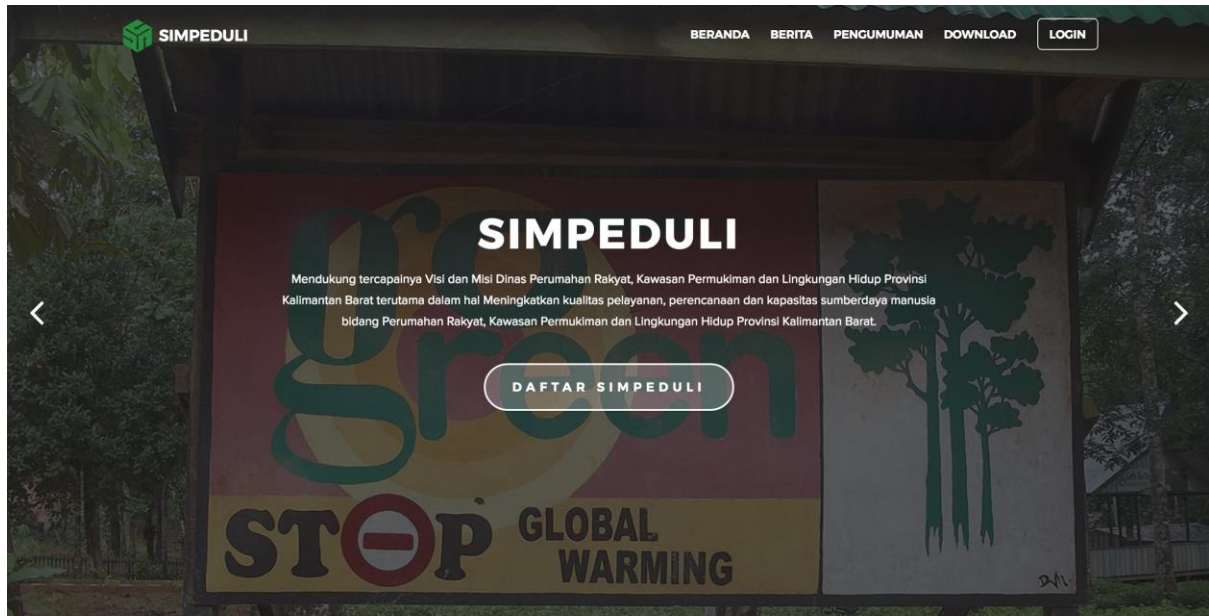 SIMPEDULI
BERANDA BERITA PENGUMUMAN DOWNLOAD LOGIN
SIMPEDULI
Mendukung tercapainya Visi dan Misi Dinas Perumahan Rakyat, Kawasan Permukiman dan Lingkungan Hidup Provinsi
Kalimantan Barat terutama dalam hal Meningkatkan kualitas pelayanan, perencanaan dan kapasitas sumberdaya manusia
bidang Perumahan Rakyat, Kawasan Permukiman dan Lingkungan Hidup Provinsi Kalimantan Barat.
DAFTAR SIMPEDULI
go
green
STOP GLOBAL
WARMING